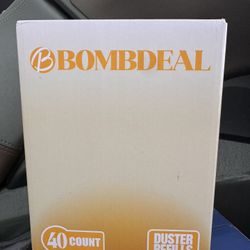 B BOMBDEAL
40 COUNT
DUSTER
REFILLS